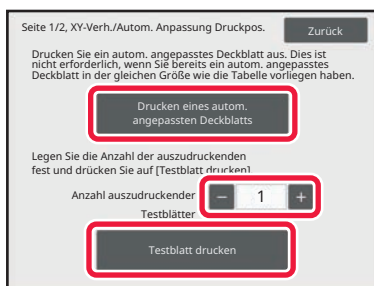 Seite 1/2, XY-Verh./Autom. Anpassung Druckpos.
Zurück
Drucken Sie ein autom. angepasstes Deckblatt aus. Dies ist
nicht erforderlich, wenn Sie bereits ein autom. angepasstes
Deckblatt in der gleichen Größe wie die Tabelle vorliegen haben.
Drucken eines autom.
angepassten Deckblatts
Legen Sie die Anzahl der auszudruckenden
fest und drücken Sie auf [Testblatt drucken]
Anzahl auszudruckender
Testblätter
− 1 +
Testblatt drucken